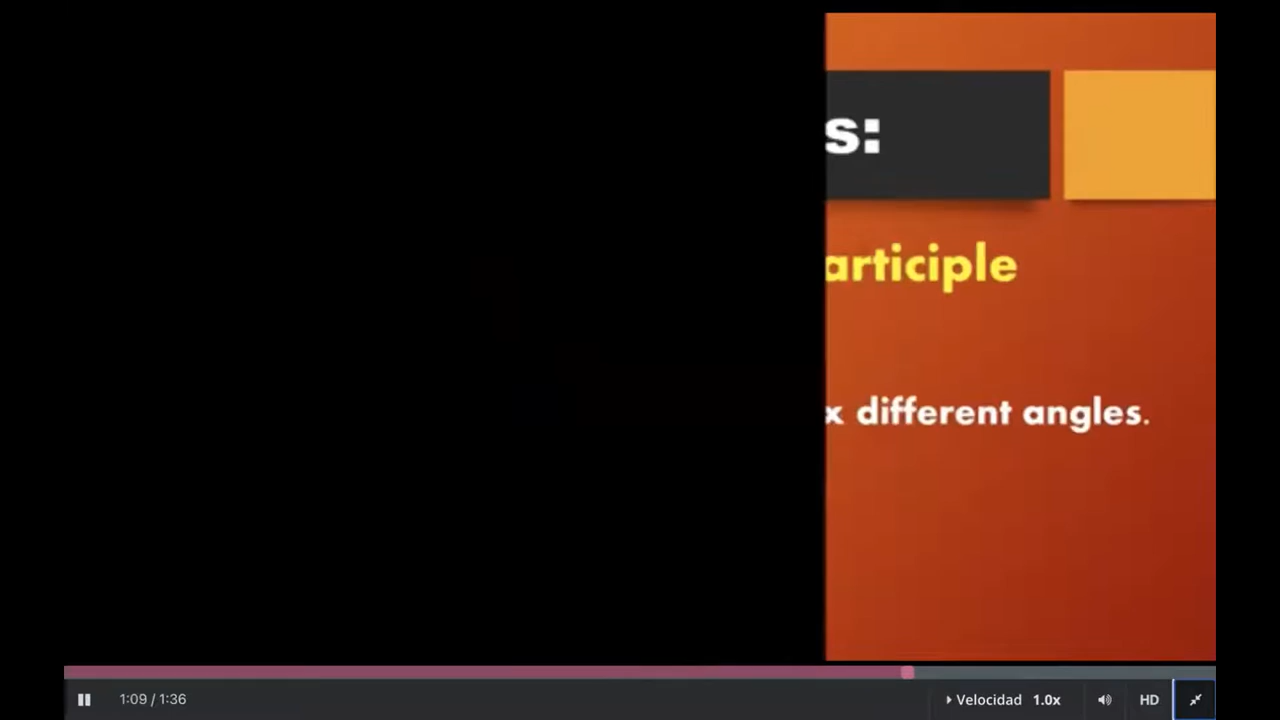 s:
articiple
x different angles.
1:09 / 1:36
Velocidad 1.0x
HD